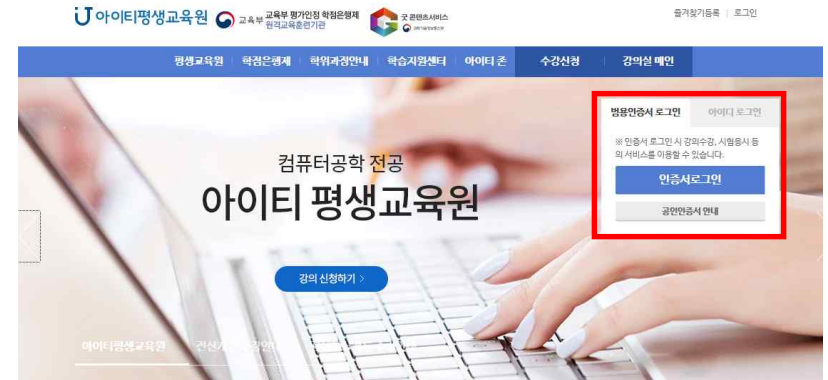 아이티평생교육원 교육부 교육부 평가인정 학점은행제
원격교육훈련기관
굿 콘텐츠서비스
즐겨찾기등록 | 로그인
평생교육원 학점은행제 학위과정안내 학습지원센터 아이티 존 수강신청 강의실 메인
범용인증서 로그인 아이디 로그인
※ 인증서 로그인 시 강의수강, 시험응시 등
의 서비스를 이용할 수 있습니다.
인증서로그인
공인인증서 안내
컴퓨터공학 전공
아이티 평생교육원
강의 신청하기 >
아이티평생교육원